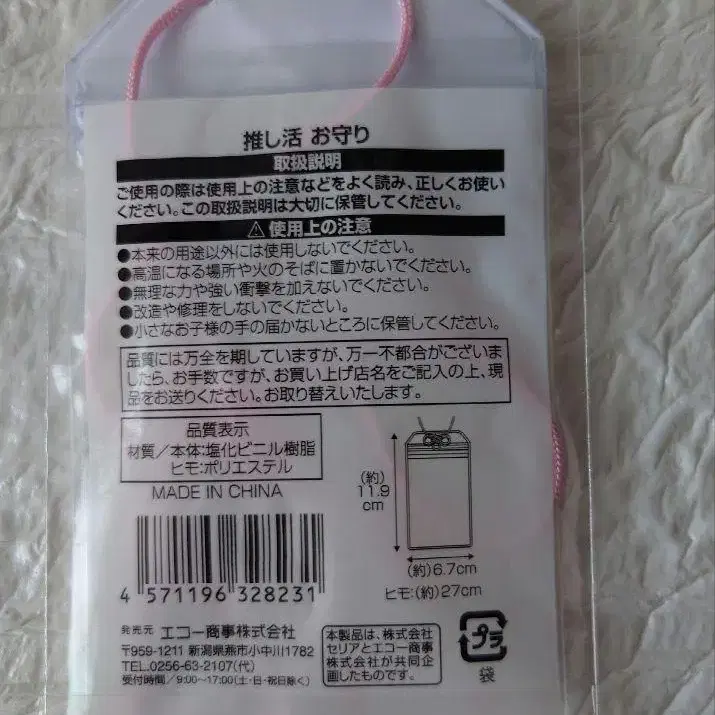 推し活 お守り
取扱説明
ご使用の際は使用上の注意などをよく読み、正しくお使い
ください。この取扱説明は大切に保管してください。
⚠使用上の注意
●本来の用途以外には使用しないでください。
●高温になる場所や火のそばに置かないでください。
●無理な力や強い衝撃を加えないでください。
●改造や修理をしないでください。
●小さなお子様の手の届かないところに保管してください。
品質には万全を期していますが、万一不都合がございま
したら、お手数ですが、お買い上げ店名をご記入の上、現
品をお送りください。お取り替えいたします。
品質表示
材質/本体:塩化ビニル樹脂
ヒモ:ポリエステル
MADE IN CHINA
(約)
11.9
cm
(約)6.7cm
ヒモ:(約)27cm
4 571196 328231
発売元 エコー商事株式会社
〒959-1211 新潟県燕市小中川1782
TEL.0256-63-2107(代)
受付時間/9:00〜17:00(土・日・祝日除く)
本製品は、株式会社
セリアとエコー商事
株式会社が共同企
画したものです。
プラ
袋